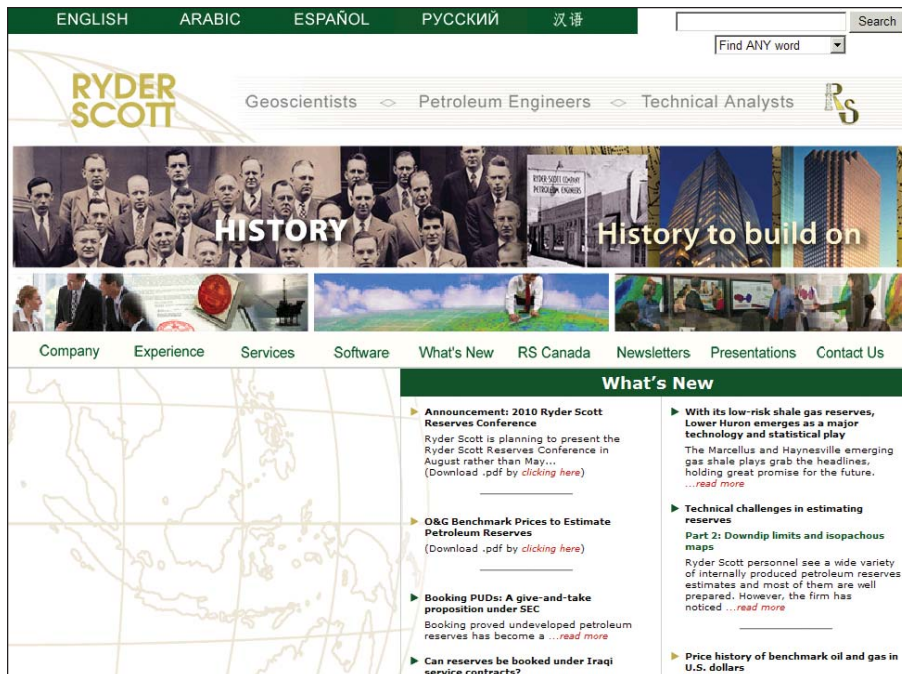 ENGLISH ARABIC ESPAÑOL РУССКИЙ 汉语
Search
Find ANY word
RYDER
SCOTT
Geoscientists <> Petroleum Engineers <> Technical Analysts
RS
RYDER-SCOTT COMPANY
PETROLEUM ENGINEERS
HISTORY
History to build on
Company Experience Services Software What's New RS Canada Newsletters Presentations Contact Us
What's New
Announcement: 2010 Ryder Scott
Reserves Conference
Ryder Scott is planning to present the
Ryder Scott Reserves Conference in
August rather than May...
(Download .pdf by clicking here)
O&G Benchmark Prices to Estimate
Petroleum Reserves
(Download .pdf by clicking here)
Booking PUDs: A give-and-take
proposition under SEC
Booking proved undeveloped petroleum
reserves has become a ...read more
Can reserves be booked under Iraqi
service contracts?
With its low-risk shale gas reserves,
Lower Huron emerges as a major
technology and statistical play
The Marcellus and Haynesville emerging
gas shale plays grab the headlines,
holding great promise for the future.
...read more
Technical challenges in estimating
reserves
Part 2: Downdip limits and isopachous
maps
Ryder Scott personnel see a wide variety
of internally produced petroleum reserves
estimates and most of them are well
prepared. However, the firm has
noticed ...read more
Price history of benchmark oil and gas in
U.S. dollars